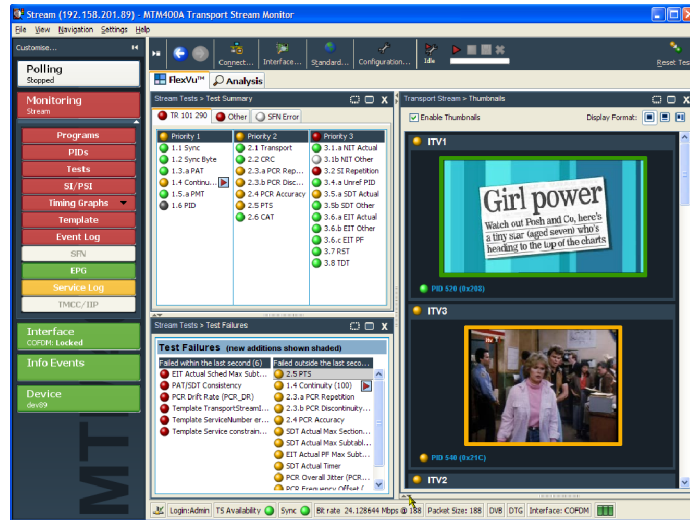 Stream (192.158.201.89) - MTM400A Transport Stream Monitor
File View Navigation Settings Help
Customise...
Connect... Interface... Standard... Configuration... Idle Reset Tes
Polling
Stopped
Monitoring
Stream
Programs
PIDs
Tests
SI/PSI
Timing Graphs
Template
Event Log
SFN
EPG
Service Log
TMCC/IIP
Interface
COFDM: Locked
Info Events
Device
dev89
MT
FlexVu™ Analysis
Stream Tests > Test Summary
TR 101 290 Other SFN Error
Priority 1 Priority 2 Priority 3
1.1 Sync 2.1 Transport 3.1.a NIT Actual
1.2 Sync Byte 2.2 CRC 3.1b NIT Other
1.3.a PAT 2.3.a PCR Rep... 3.2 SI Repetition
1.4 Continu... 2.3.b PCR Disc... 3.4.a Unref PID
1.5.a PMT 2.4 PCR Accuracy 3.5.a SDT Actual
1.6 PID 2.5 PTS 3.5b SDT Other
2.6 CAT 3.6.a EIT Actual
3.6.b EIT Other
3.6.c EIT PF
3.7 RST
3.8 TDT
Stream Tests > Test Failures
Test Failures (new additions shown shaded)
Failed within the last second (6) Failed outside the last seco...
EIT Actual Sched Max Subt... 2.5 PTS
PAT/SDT Consistency 1.4 Continuity (100)
PCR Drift Rate (PCR_DR) 2.3.a PCR Repetition
Template TransportStreamI... 2.3.b PCR Discontinuity...
Template ServiceNumber er... 2.4 PCR Accuracy
Template Service constrain... SDT Actual Max Section...
SDT Actual Max Subtabl...
EIT Actual PF Max Subt...
SDT Actual Timer
PCR Overall Jitter (PCR...
PCR Frequency Offset (
Transport Stream > Thumbnails
Enable Thumbnails Display Format:
ITV1
Girl power
Watch out Posh and Co, here's
a tiny star (aged seven) who's
heading to the top of the charts
PID 520 (0x208)
ITV3
PID 540 (0x21C)
ITV2
Login:Admin TS Availability Sync Bit rate 24.128644 Mbps @ 188 Packet Size: 188 DVB DTG Interface: COFDM